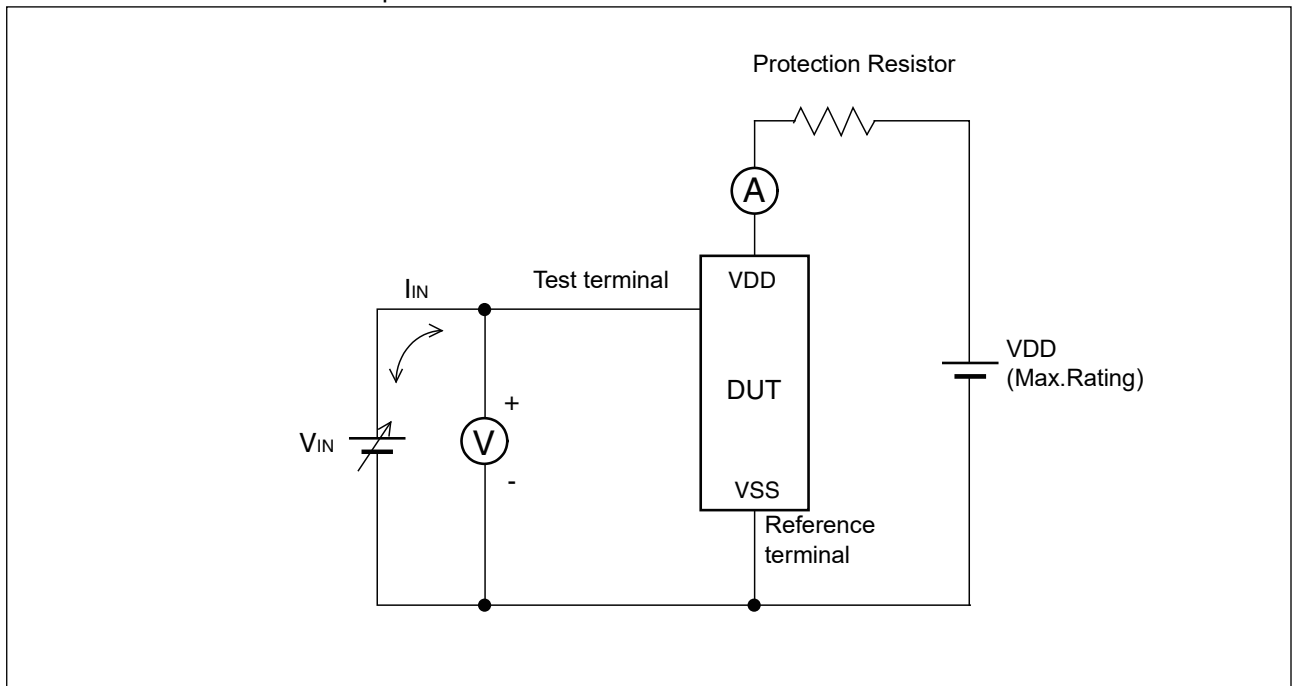 Protection Resistor
A
Test terminal
VDD
IIN
VDD
(Max.Rating)
DUT
+
VIN
V
-
VSS
Reference
terminal